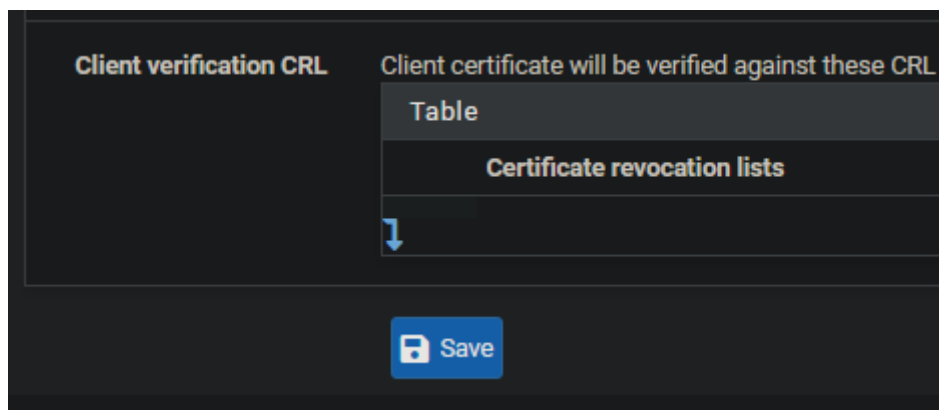 Client verification CRL
Client certificate will be verified against these CRL
Table
Certificate revocation lists
Save